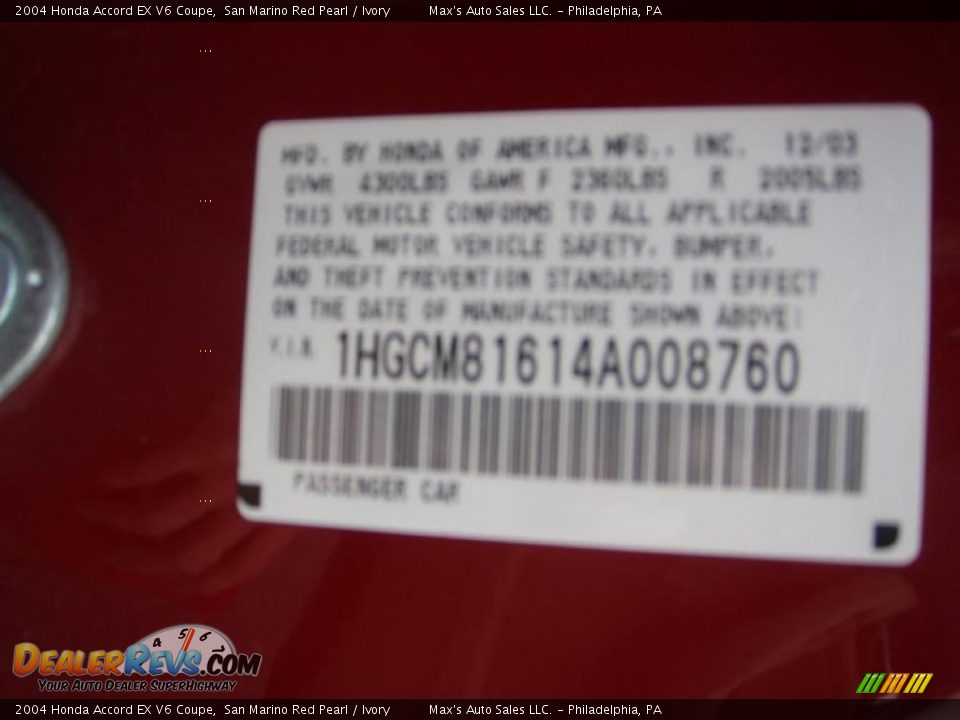 2004 Honda Accord EX V6 Coupe,  San Marino Red Pearl / Ivory        Max's Auto Sales LLC. - Philadelphia, PA
...
...
...
...
MFD. BY HONDA OF AMERICA MFG., INC. 12/03
GVWR 4300LBS GAWR F 2360LBS R 2005LBS
THIS VEHICLE CONFORMS TO ALL APPLICABLE
FEDERAL MOTOR VEHICLE SAFETY, BUMPER,
AND THEFT PREVENTION STANDARDS IN EFFECT
ON THE DATE OF MANUFACTURE SHOWN ABOVE:
V.I.N. 1HGCM81614A008760
PASSENGER CAR
4 5 6
DEALERREVS.COM
YOUR AUTO DEALER SUPERHIGHWAY
2004 Honda Accord EX V6 Coupe,  San Marino Red Pearl / Ivory        Max's Auto Sales LLC. - Philadelphia, PA